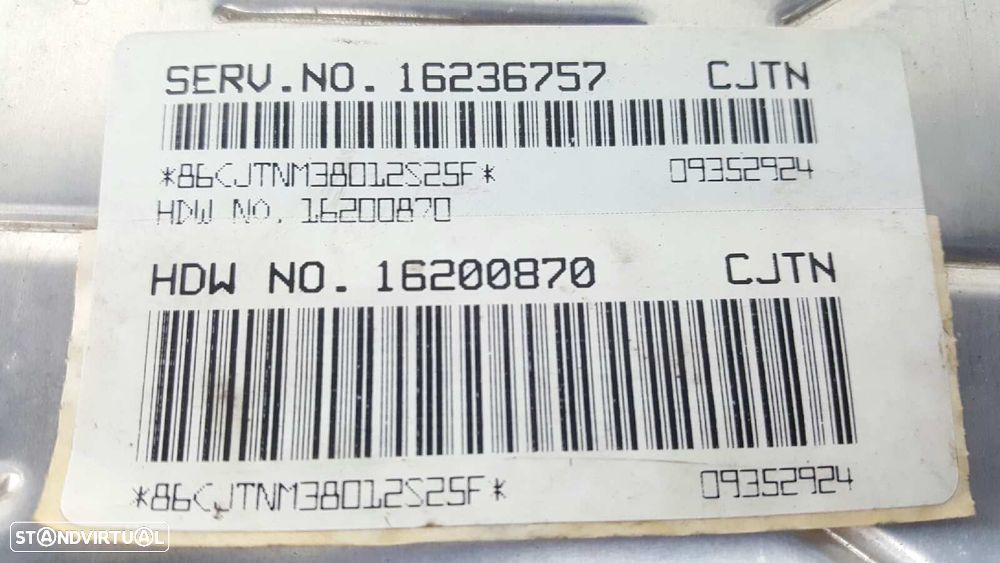 SERV.NO. 16236757 CJTN
*86CJTNM38012S25F* 09352924
HDW NO. 16200870
HDW NO. 16200870 CJTN
*86CJTNM38012S25F* 09352924
STANDVIRTUAL